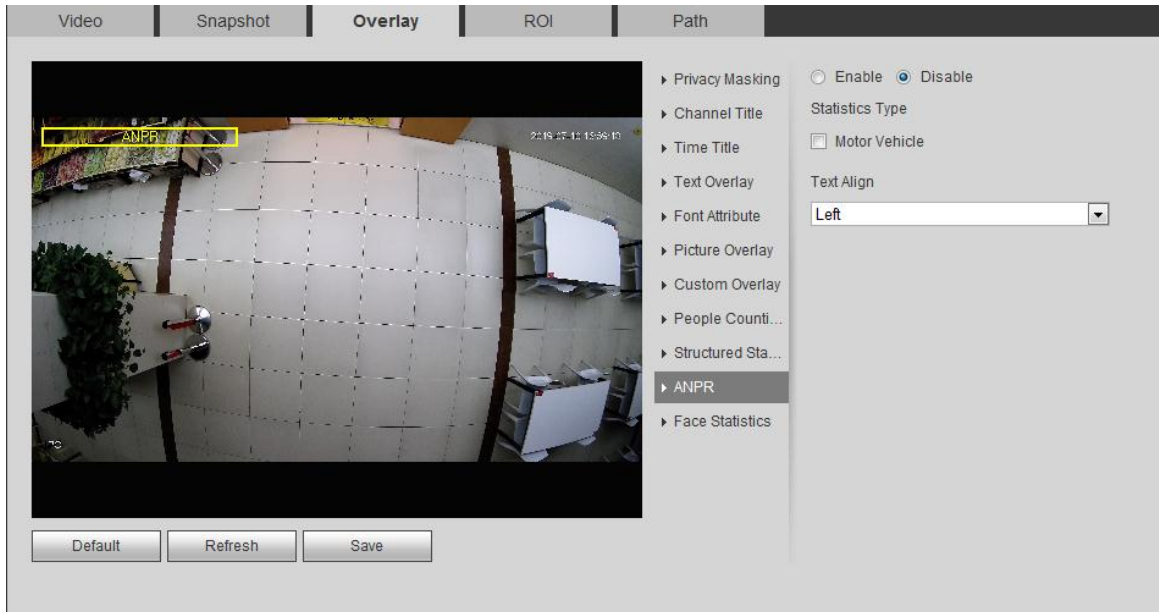 Video Snapshot Overlay ROI Path
Privacy Masking
Channel Title
Time Title
Text Overlay
Font Attribute
Picture Overlay
Custom Overlay
People Counti...
Structured Sta...
ANPR
Face Statistics
Enable Disable
Statistics Type
Motor Vehicle
Text Align
Left
ANPR
Default Refresh Save